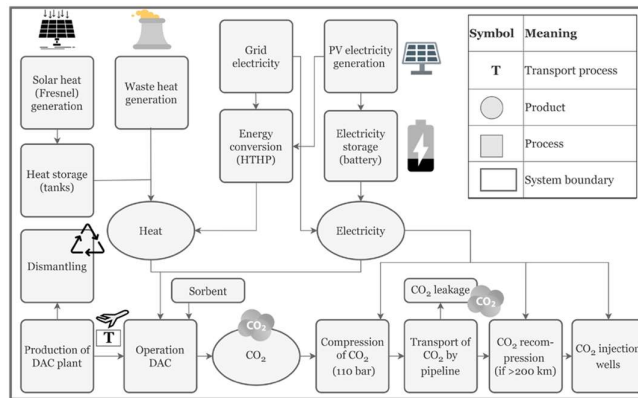 Solar heat
(Fresnel)
generation
Waste heat
generation
Grid
electricity
PV electricity
generation
Symbol Meaning
T Transport process
Product
Process
System boundary
Heat storage
(tanks)
Energy
conversion
(HTHP)
Electricity
storage
(battery)
Heat
Electricity
Dismantling
Sorbent
CO₂
CO₂ leakage
CO₂
Production of
DAC plant
T
Operation
DAC
CO₂
Compression
of CO₂
(110 bar)
Transport of
CO₂ by
pipeline
CO₂ recom-
pression
(if >200 km)
CO₂ injection
wells